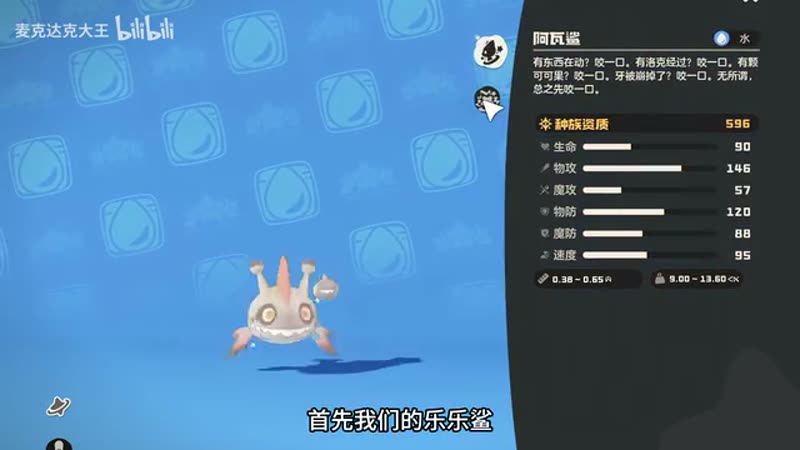 麦克达克大王 bilibili
阿瓦鲨
水
有东西在动？咬一口。有洛克经过？咬一口。有颗
可可果？咬一口。牙被崩掉了？咬一口。无所谓，
总之先咬一口。
种族资质 596
生命 90
物攻 146
魔攻 57
物防 120
魔防 88
速度 95
0.38~0.65
9.00~13.60
首先我们的乐乐鲨